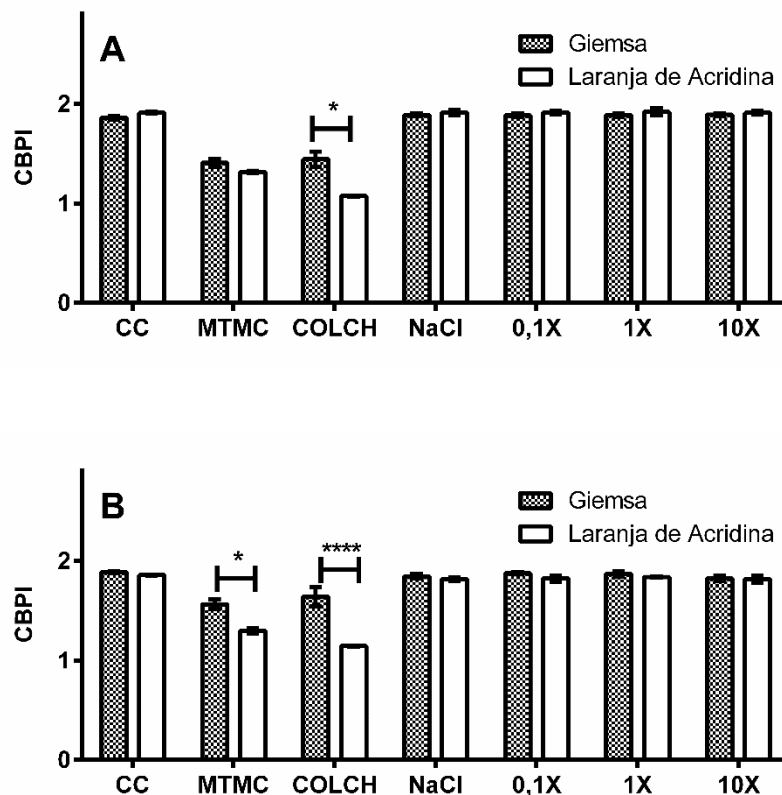 A
Giemsa
Laranja de Acridina
*
2
1
0
CBPI
CC MTMC COLCH NaCl 0,1X 1X 10X
B
Giemsa
Laranja de Acridina
* ****
2
1
0
CBPI
CC MTMC COLCH NaCl 0,1X 1X 10X